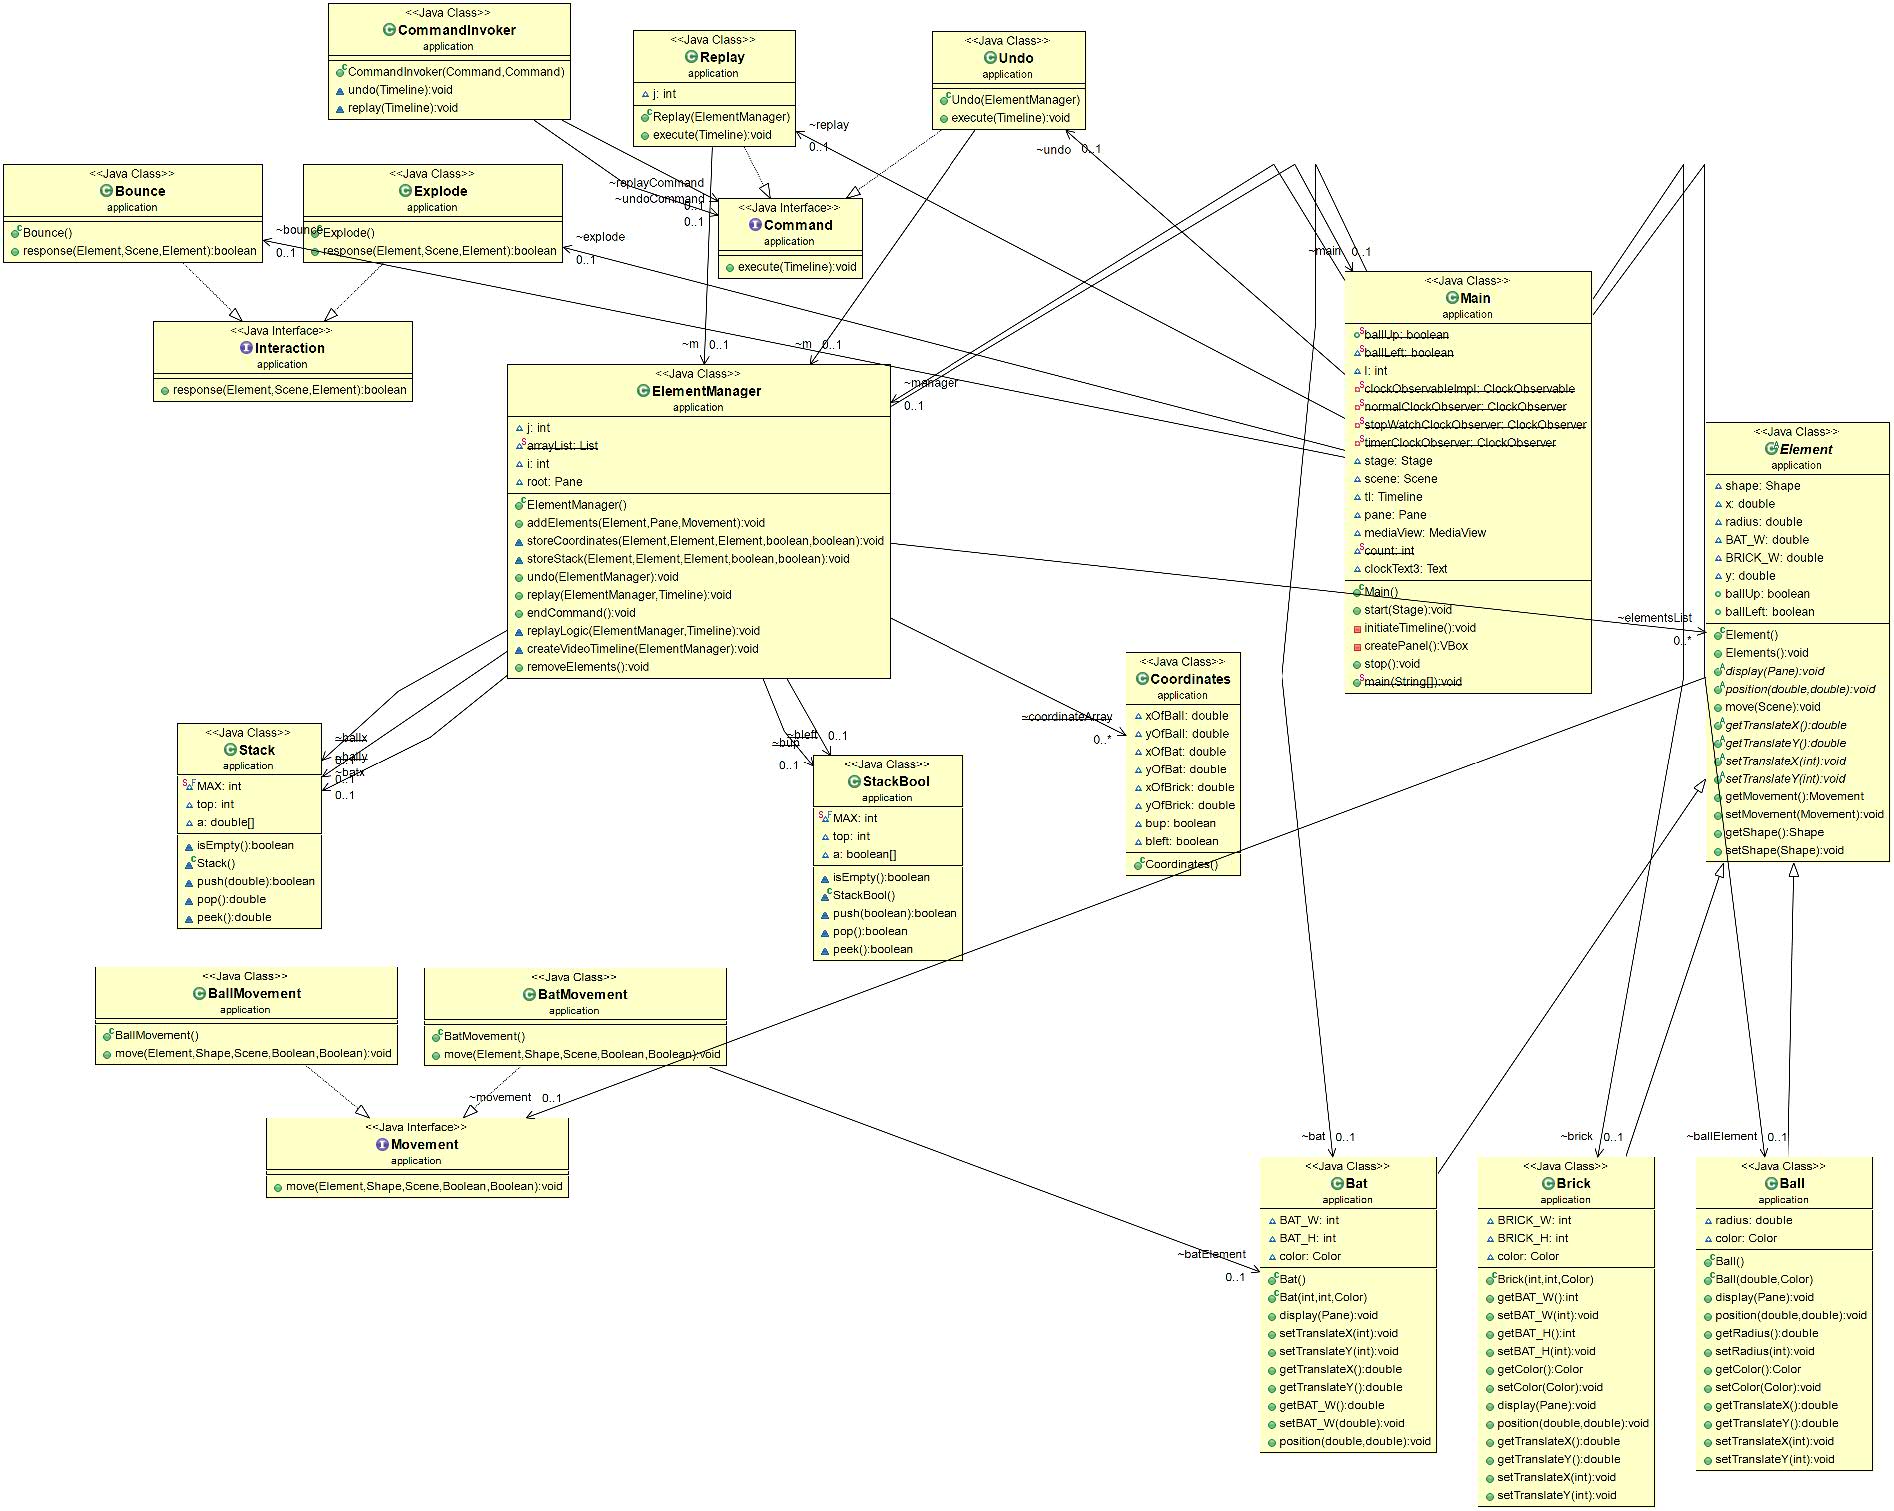 <<Java Class>>
CommandInvoker
application
CommandInvoker(Command,Command)
undo(Timeline):void
replay(Timeline):void
<<Java Class>>
Replay
application
j: int
Replay(ElementManager)
execute(Timeline):void
<<Java Class>>
Undo
application
Undo(ElementManager)
execute(Timeline):void
~replay
0..1
~undo
0..1
<<Java Class>>
Bounce
application
Bounce()
response(Element,Scene,Element):boolean
~bounce
0..1
<<Java Class>>
Explode
application
Explode()
response(Element,Scene,Element):boolean
~explode
0..1
~replayCommand
0..1
~undoCommand
0..1
<<Java Interface>>
Command
application
execute(Timeline):void
~main
0..1
<<Java Interface>>
Interaction
application
response(Element,Scene,Element):boolean
~m
0..1
~m
0..1
~manager
0..1
<<Java Class>>
ElementManager
application
j: int
arrayList: List
i: int
root: Pane
ElementManager()
addElements(Element,Pane,Movement):void
storeCoordinates(Element,Element,Element,boolean,boolean):void
storeStack(Element,Element,Element,boolean,boolean):void
undo(ElementManager):void
replay(ElementManager,Timeline):void
endCommand():void
replayLogic(ElementManager,Timeline):void
createVideoTimeline(ElementManager):void
removeElements():void
<<Java Class>>
Main
application
ballUp: boolean
ballLeft: boolean
I: int
clockObservableImpl: ClockObservable
normalClockObserver: ClockObserver
stopWatchClockObserver: ClockObserver
timerClockObserver: ClockObserver
stage: Stage
scene: Scene
tl: Timeline
pane: Pane
mediaView: MediaView
count: int
clockText3: Text
Main()
start(Stage):void
initiateTimeline():void
createPanel():VBox
stop():void
main(String[]):void
<<Java Class>>
Element
application
shape: Shape
x: double
radius: double
BAT_W: double
BRICK_W: double
y: double
ballUp: boolean
ballLeft: boolean
Element()
Elements():void
display(Pane):void
position(double,double):void
move(Scene):void
getTranslateX():double
getTranslateY():double
setTranslateX(int):void
setTranslateY(int):void
getMovement():Movement
setMovement(Movement):void
getShape():Shape
setShape(Shape):void
~elementsList
0..*
<<Java Class>>
Coordinates
application
xOfBall: double
yOfBall: double
xOfBat: double
yOfBat: double
xOfBrick: double
yOfBrick: double
bup: boolean
bleft: boolean
Coordinates()
~coordinateArray
0..*
<<Java Class>>
Stack
application
MAX: int
top: int
a: double[]
isEmpty():boolean
Stack()
push(double):boolean
pop():double
peek():double
~ballx
0..1
~bally
0..1
~batx
0..1
~bleft
0..1
~bup
0..1
<<Java Class>>
StackBool
application
MAX: int
top: int
a: boolean[]
isEmpty():boolean
StackBool()
push(boolean):boolean
pop():boolean
peek():boolean
<<Java Class>>
BallMovement
application
BallMovement()
move(Element,Shape,Scene,Boolean,Boolean):void
<<Java Class>>
BatMovement
application
BatMovement()
move(Element,Shape,Scene,Boolean,Boolean):void
~movement
0..1
<<Java Interface>>
Movement
application
move(Element,Shape,Scene,Boolean,Boolean):void
~bat
0..1
~brick
0..1
~ballElement
0..1
~batElement
0..1
<<Java Class>>
Bat
application
BAT_W: int
BAT_H: int
color: Color
Bat()
Bat(int,int,Color)
display(Pane):void
setTranslateX(int):void
setTranslateY(int):void
getTranslateX():double
getTranslateY():double
getBAT_W():double
setBAT_W(double):void
position(double,double):void
<<Java Class>>
Brick
application
BRICK_W: int
BRICK_H: int
color: Color
Brick(int,int,Color)
getBAT_W():int
setBAT_W(int):void
getBAT_H():int
setBAT_H(int):void
getColor():Color
setColor(Color):void
display(Pane):void
position(double,double):void
getTranslateX():double
getTranslateY():double
setTranslateX(int):void
setTranslateY(int):void
<<Java Class>>
Ball
application
radius: double
color: Color
Ball()
Ball(double,Color)
display(Pane):void
position(double,double):void
getRadius():double
setRadius(int):void
getColor():Color
setColor(Color):void
getTranslateX():double
getTranslateY():double
setTranslateX(int):void
setTranslateY(int):void